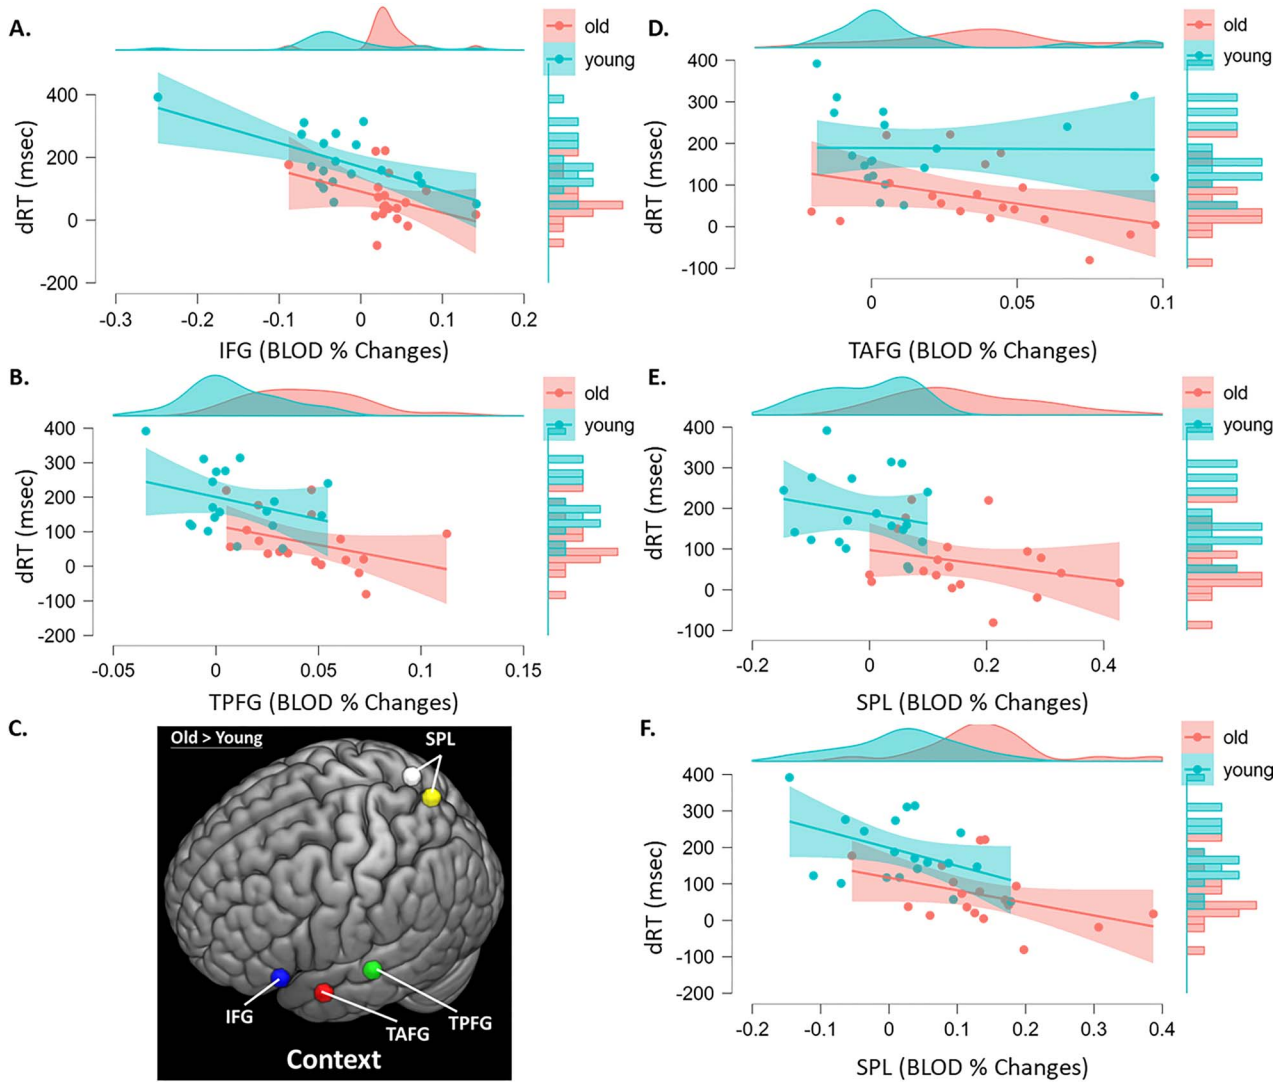 A.
old
young
400
200
0
-200
dRT (msec)
-0.3
-0.2
-0.1
0
0.1
0.2
IFG (BLOD % Changes)
D.
old
young
400
300
200
100
0
-100
dRT (msec)
0
0.05
0.1
TAFG (BLOD % Changes)
B.
old
young
400
300
200
100
0
-100
-200
dRT (msec)
-0.05
0
0.05
0.1
0.15
TPFG (BLOD % Changes)
E.
old
young
400
300
200
100
0
-100
dRT (msec)
-0.2
0
0.2
0.4
SPL (BLOD % Changes)
C.
Old > Young
SPL
IFG
TAFG
TPFG
Context
F.
old
young
400
300
200
100
0
-100
-200
dRT (msec)
-0.2
-0.1
0
0.1
0.2
0.3
0.4
SPL (BLOD % Changes)